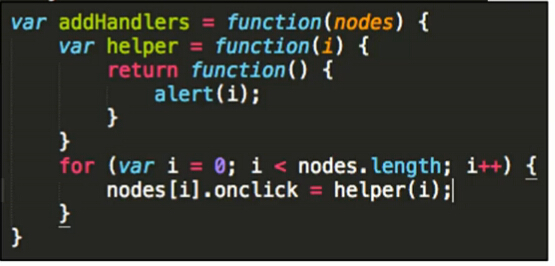 var addHandlers = function(nodes) {
    var helper = function(i) {
        return function() {
            alert(i);
        }
    }
    for (var i = 0; i < nodes.length; i++) {
        nodes[i].onclick = helper(i);
    }
}